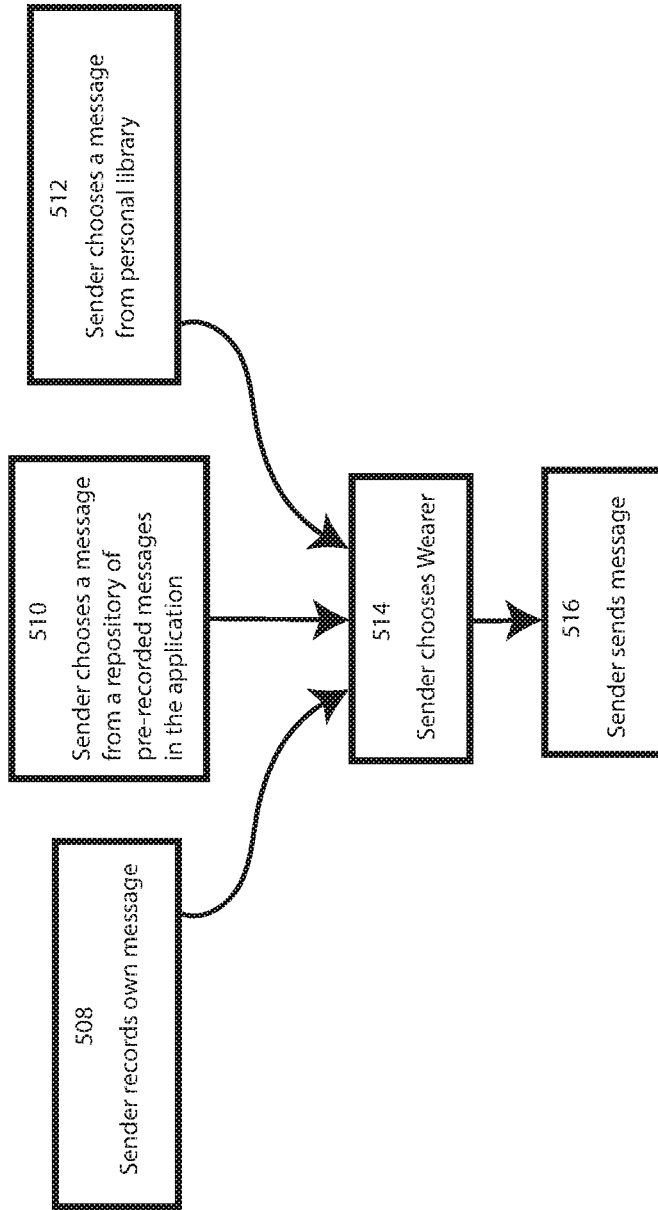 508
Sender records own message
510
Sender chooses a message
from a repository of
pre-recorded messages
in the application
512
Sender chooses a message
from personal library
514
Sender chooses Wearer
516
Sender sends message